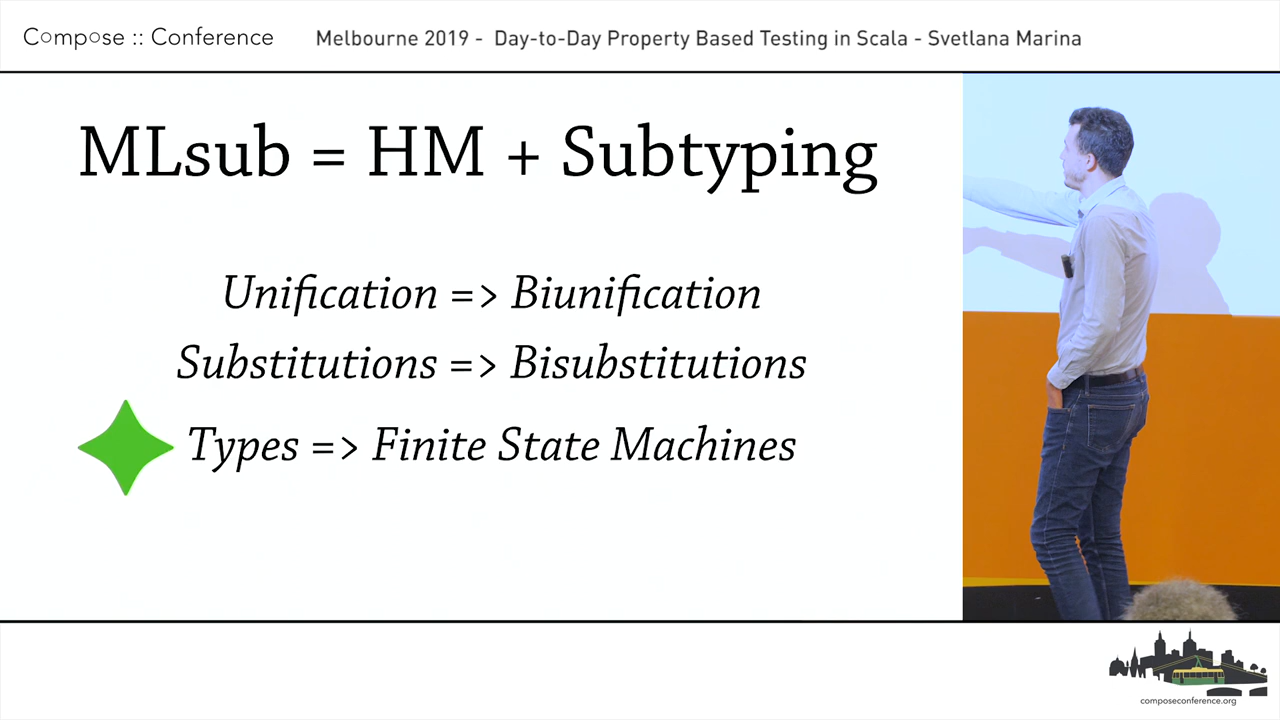 Compose :: Conference
Melbourne 2019 - Day-to-Day Property Based Testing in Scala - Svetlana Marina
MLsub = HM + Subtyping
Unification => Biunification
Substitutions => Bisubstitutions
Types => Finite State Machines
composeconference.org